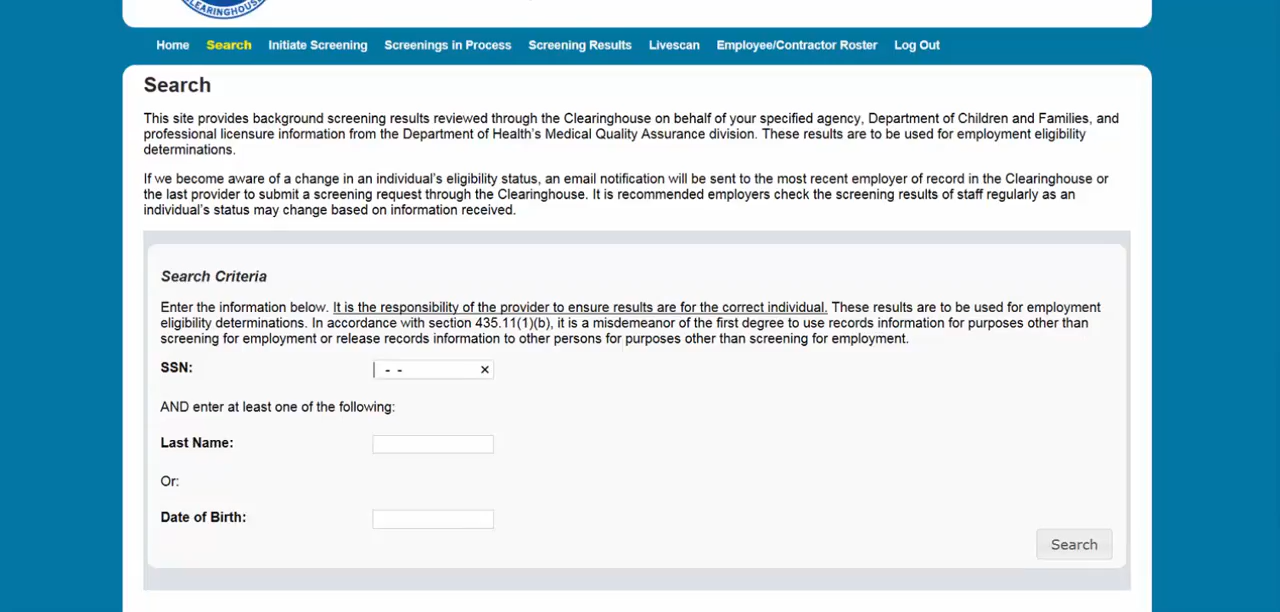 CLEARINGHOUSE
Home Search Initiate Screening Screenings in Process Screening Results Livescan Employee/Contractor Roster Log Out
Search
This site provides background screening results reviewed through the Clearinghouse on behalf of your specified agency, Department of Children and Families, and
professional licensure information from the Department of Health's Medical Quality Assurance division. These results are to be used for employment eligibility
determinations.
If we become aware of a change in an individual's eligibility status, an email notification will be sent to the most recent employer of record in the Clearinghouse or
the last provider to submit a screening request through the Clearinghouse. It is recommended employers check the screening results of staff regularly as an
individual's status may change based on information received.
Search Criteria
Enter the information below. It is the responsibility of the provider to ensure results are for the correct individual. These results are to be used for employment
eligibility determinations. In accordance with section 435.11(1)(b), it is a misdemeanor of the first degree to use records information for purposes other than
screening for employment or release records information to other persons for purposes other than screening for employment.
SSN: - - ×
AND enter at least one of the following:
Last Name:
Or:
Date of Birth:
Search